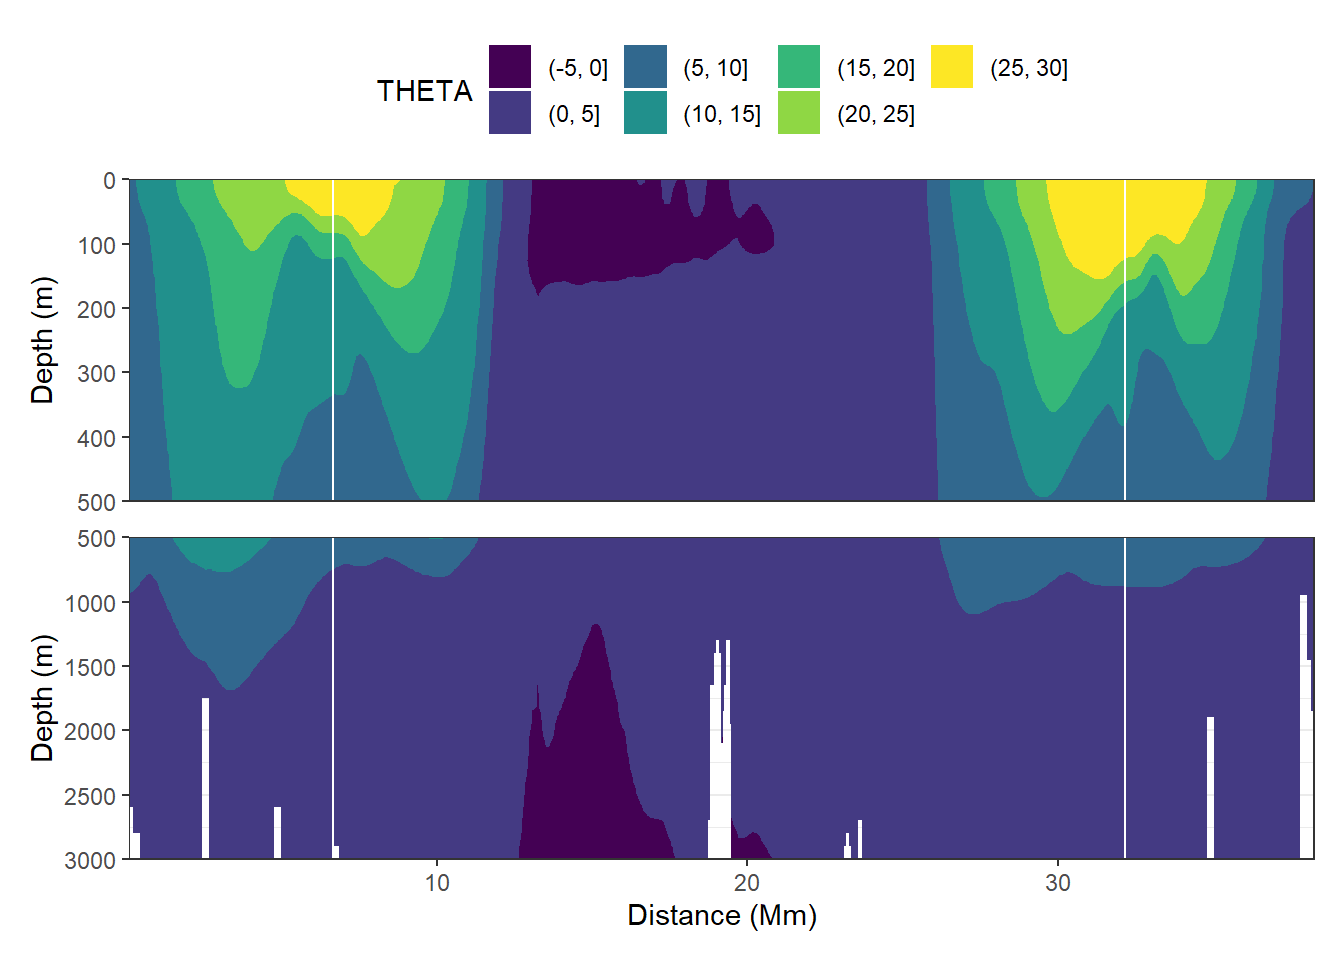 THETA
(-5, 0] (5, 10] (15, 20] (25, 30]
(0, 5] (10, 15] (20, 25]
Depth (m)
0
100
200
300
400
500
Depth (m)
500
1000
1500
2000
2500
3000
10 20 30
Distance (Mm)